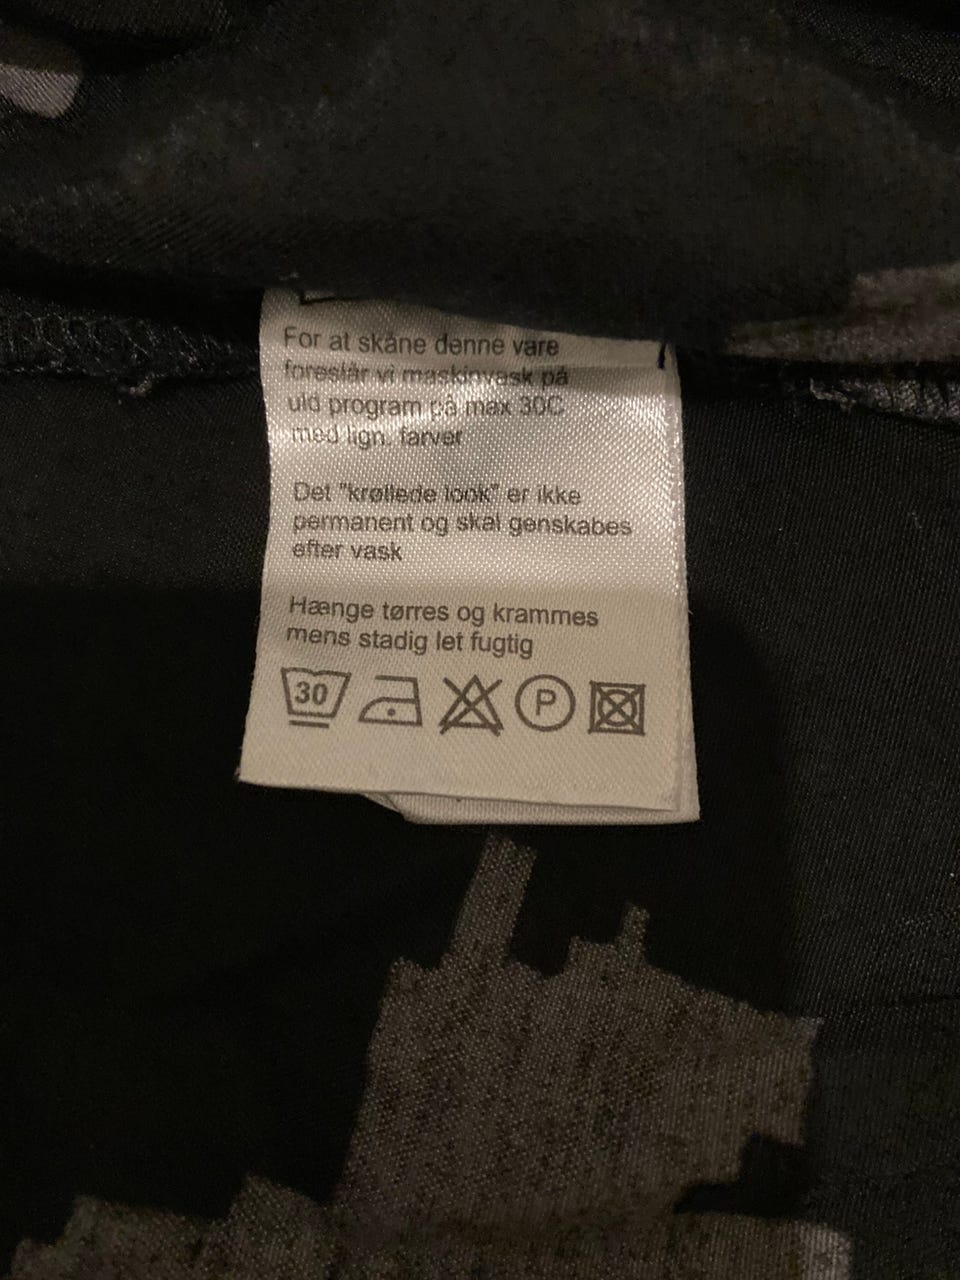 For at skåne denne vare
foreslår vi maskinvask på
uld program på max 30C
med lign. farver
Det "krøllede look" er ikke
permanent og skal genskabes
efter vask
Hænge tørres og krammes
mens stadig let fugtig
30 P